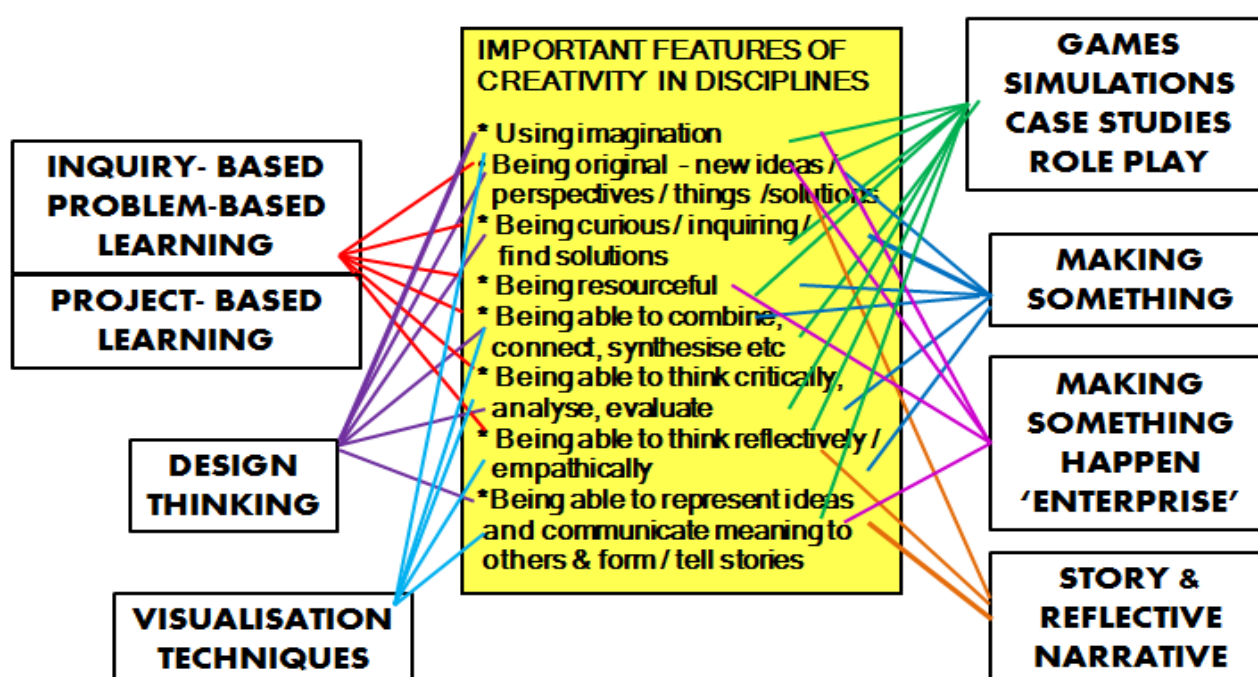 INQUIRY- BASED
PROBLEM-BASED
LEARNING
PROJECT- BASED
LEARNING
DESIGN
THINKING
VISUALISATION
TECHNIQUES
IMPORTANT FEATURES OF
CREATIVITY IN DISCIPLINES
* Using imagination
* Being original - new ideas /
perspectives / things /solutions
* Being curious / inquiring /
find solutions
* Being resourceful
* Being able to combine,
connect, synthesise etc
* Being able to think critically,
analyse, evaluate
* Being able to think reflectively /
empathically
*Being able to represent ideas
and communicate meaning to
others & form / tell stories
GAMES
SIMULATIONS
CASE STUDIES
ROLE PLAY
MAKING
SOMETHING
MAKING
SOMETHING
HAPPEN
‘ENTERPRISE’
STORY &
REFLECTIVE
NARRATIVE